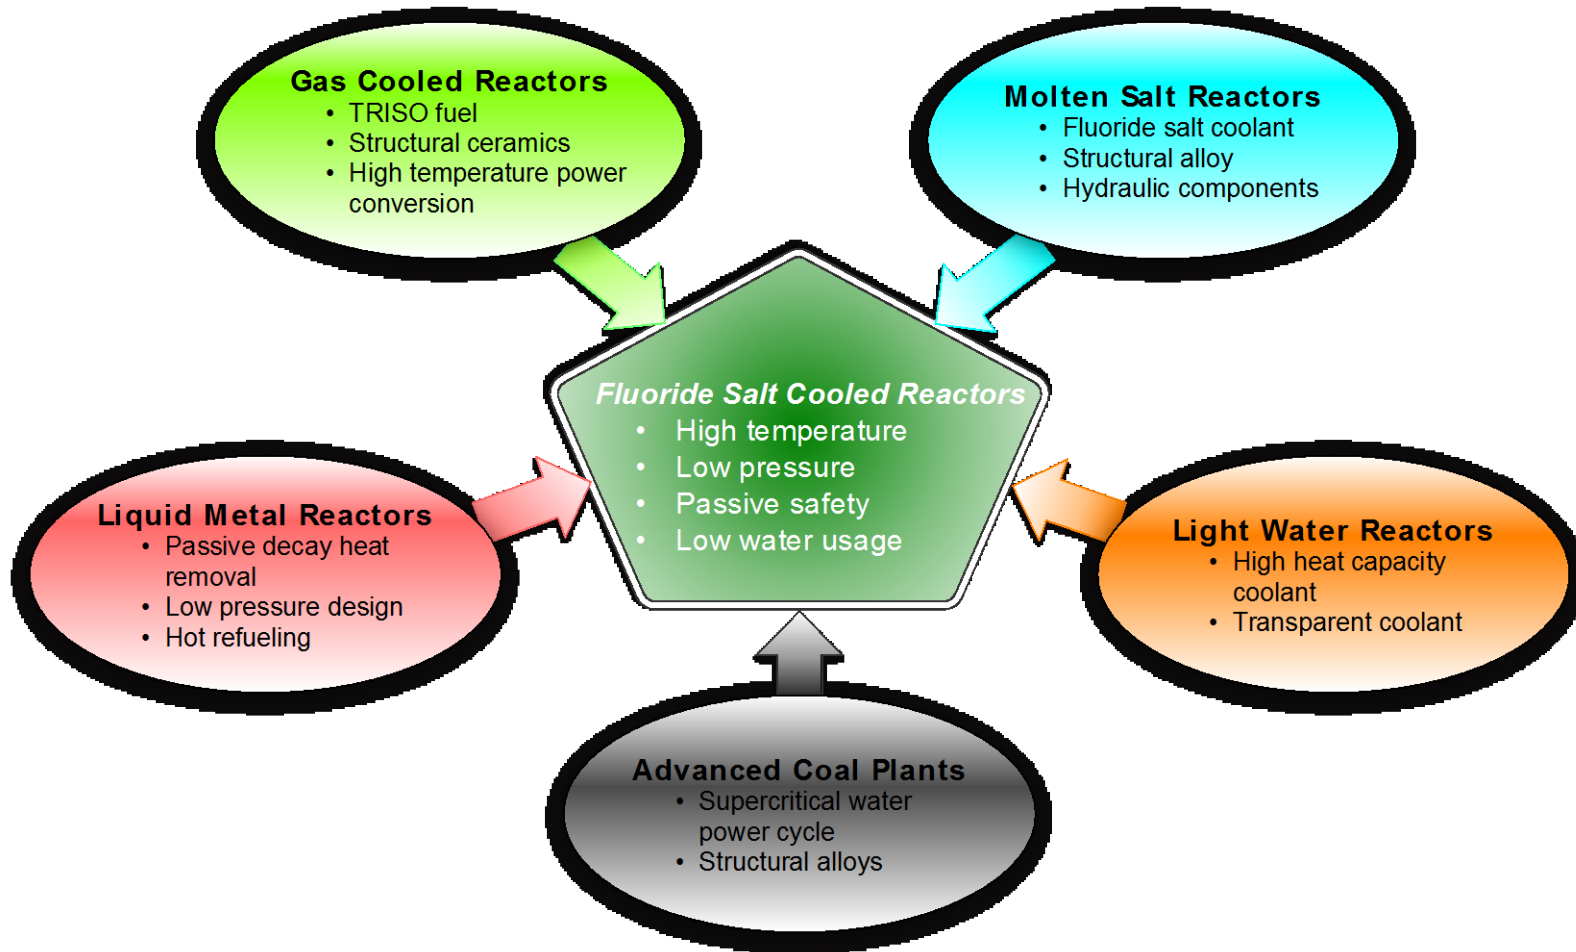 Gas Cooled Reactors
• TRISO fuel
• Structural ceramics
• High temperature power
conversion
Molten Salt Reactors
• Fluoride salt coolant
• Structural alloy
• Hydraulic components
Fluoride Salt Cooled Reactors
• High temperature
• Low pressure
• Passive safety
• Low water usage
Liquid Metal Reactors
• Passive decay heat
removal
• Low pressure design
• Hot refueling
Light Water Reactors
• High heat capacity
coolant
• Transparent coolant
Advanced Coal Plants
• Supercritical water
power cycle
• Structural alloys